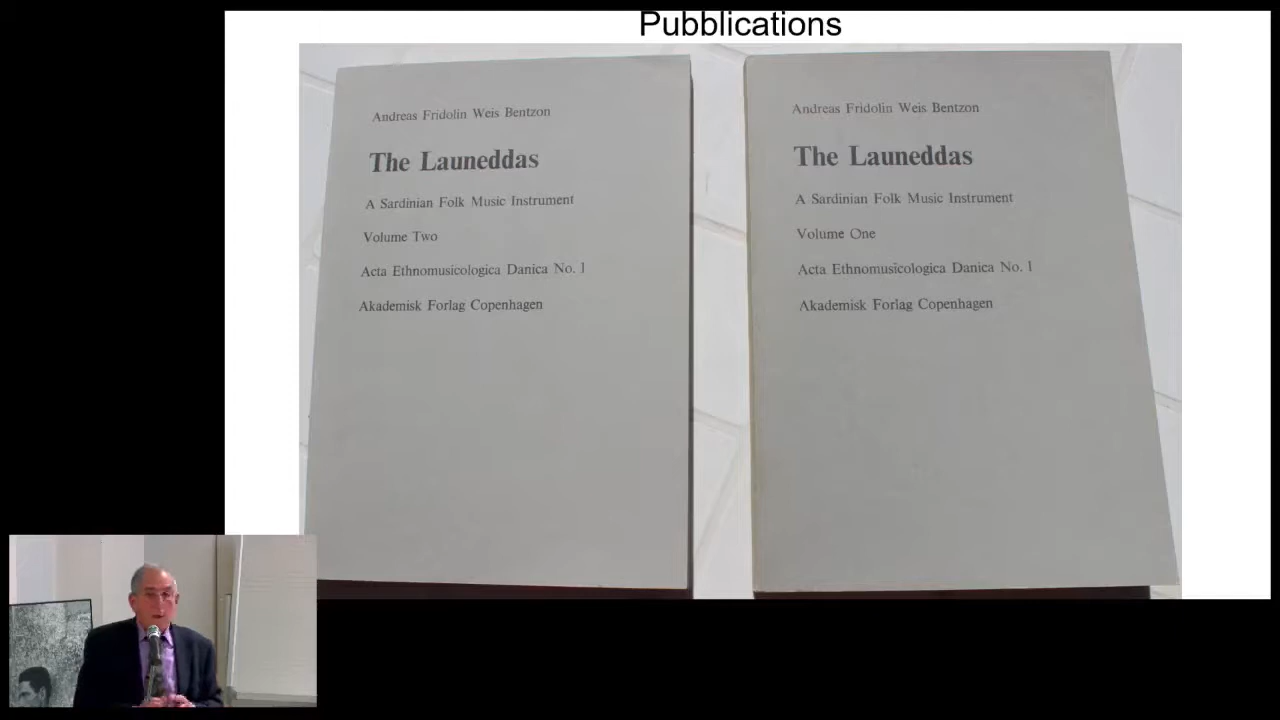 Pubblications
Andreas Fridolin Weis Bentzon
The Launeddas
A Sardinian Folk Music Instrument
Volume Two
Acta Ethnomusicologica Danica No. 1
Akademisk Forlag Copenhagen
Andreas Fridolin Weis Bentzon
The Launeddas
A Sardinian Folk Music Instrument
Volume One
Acta Ethnomusicologica Danica No. 1
Akademisk Forlag Copenhagen